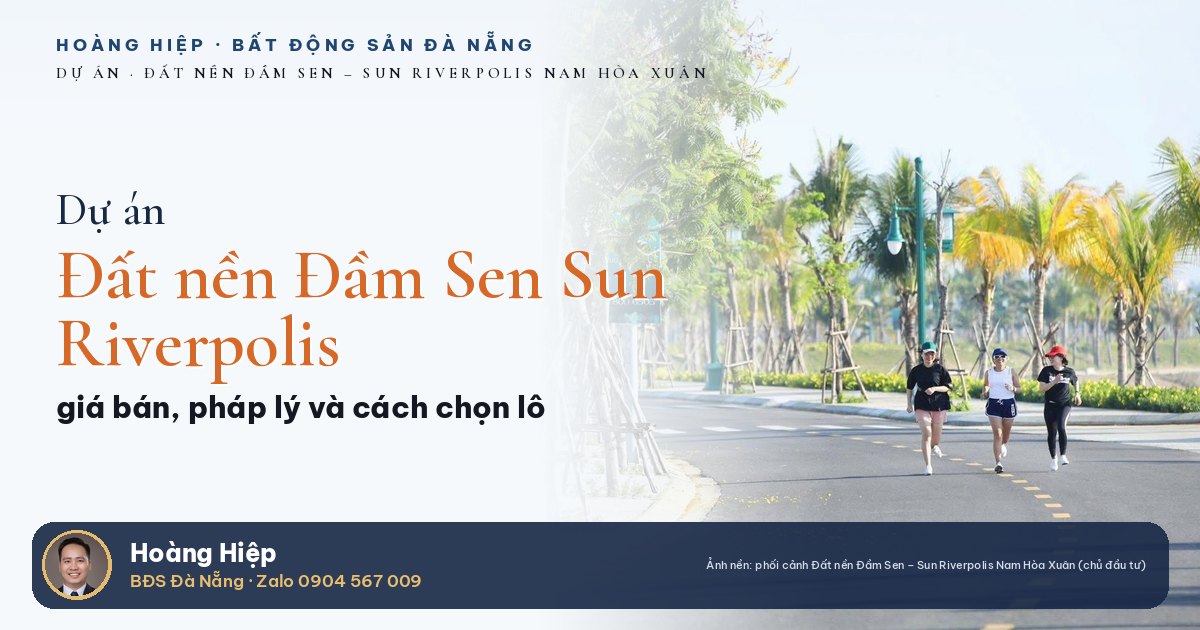 HOÀNG HIỆP · BẤT ĐỘNG SẢN ĐÀ NẴNG
DỰ ÁN · ĐẤT NỀN ĐẦM SEN – SUN RIVERPOLIS NAM HÒA XUÂN
Dự án
Đất nền Đầm Sen Sun
Riverpolis
giá bán, pháp lý và cách chọn lô
Hoàng Hiệp
BĐS Đà Nẵng · Zalo 0904 567 009
Ảnh nền: phối cảnh Đất nền Đầm Sen – Sun Riverpolis Nam Hòa Xuân (chủ đầu tư)